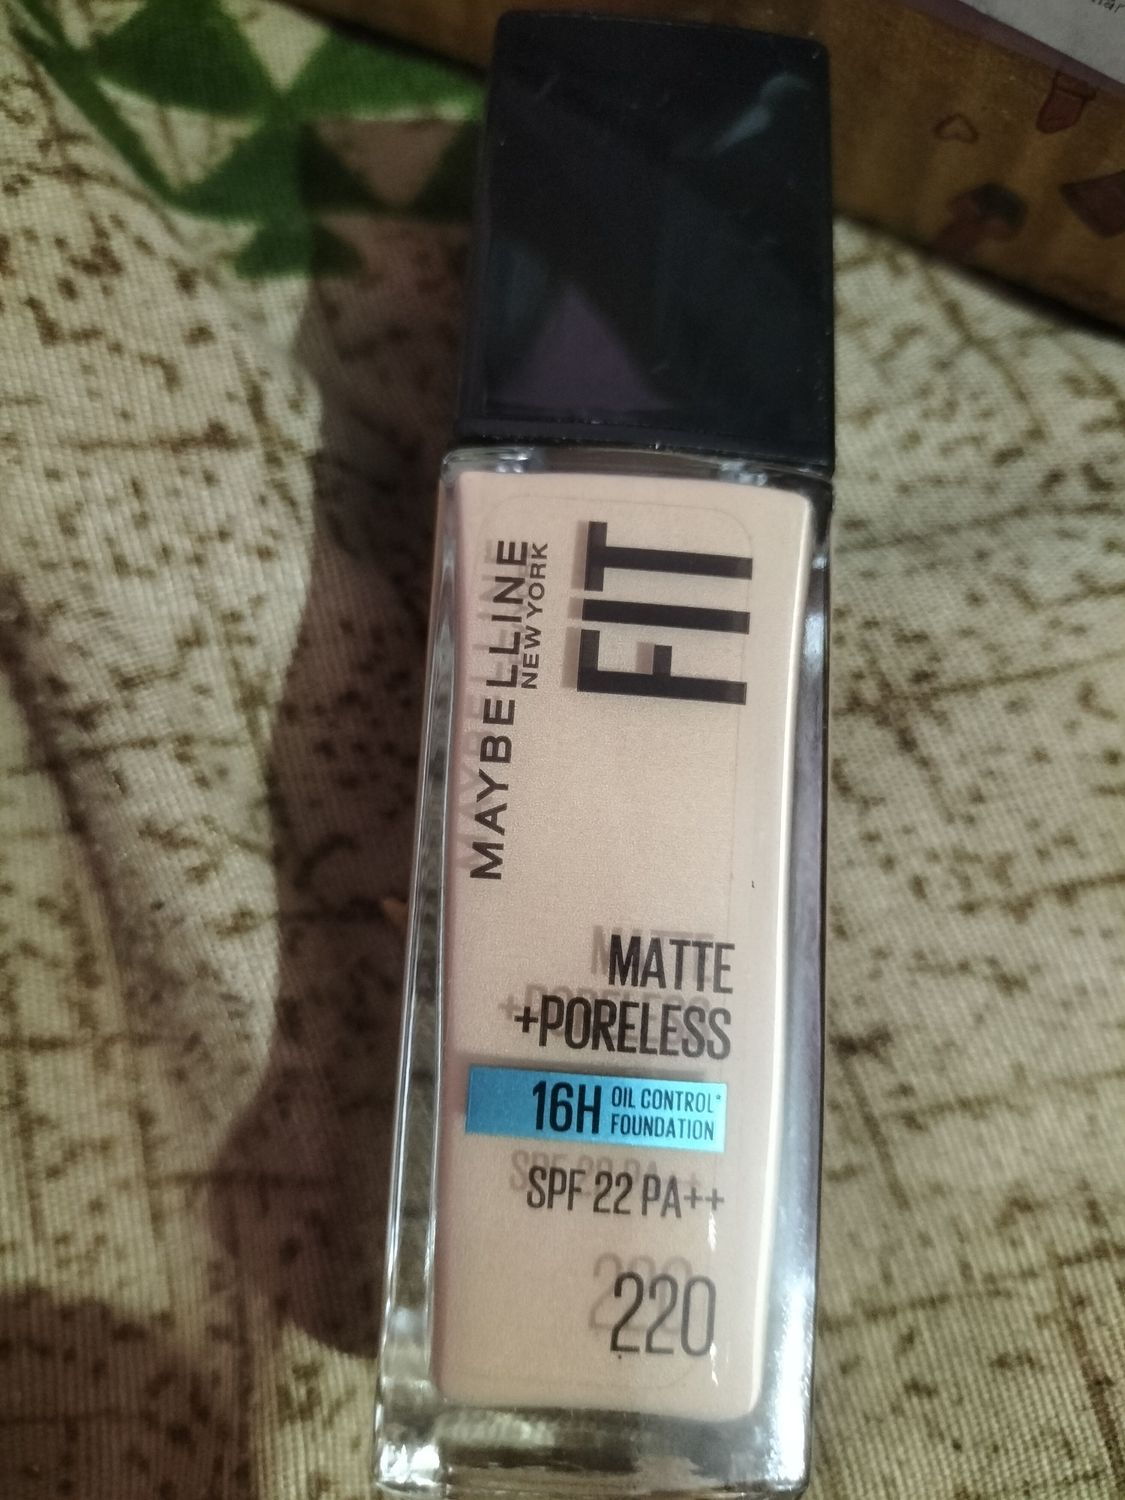 MAYBELLINE
NEW YORK
FIT
MATTE
+PORELESS
16H OIL CONTROL*
FOUNDATION
SPF 22 PA++
220